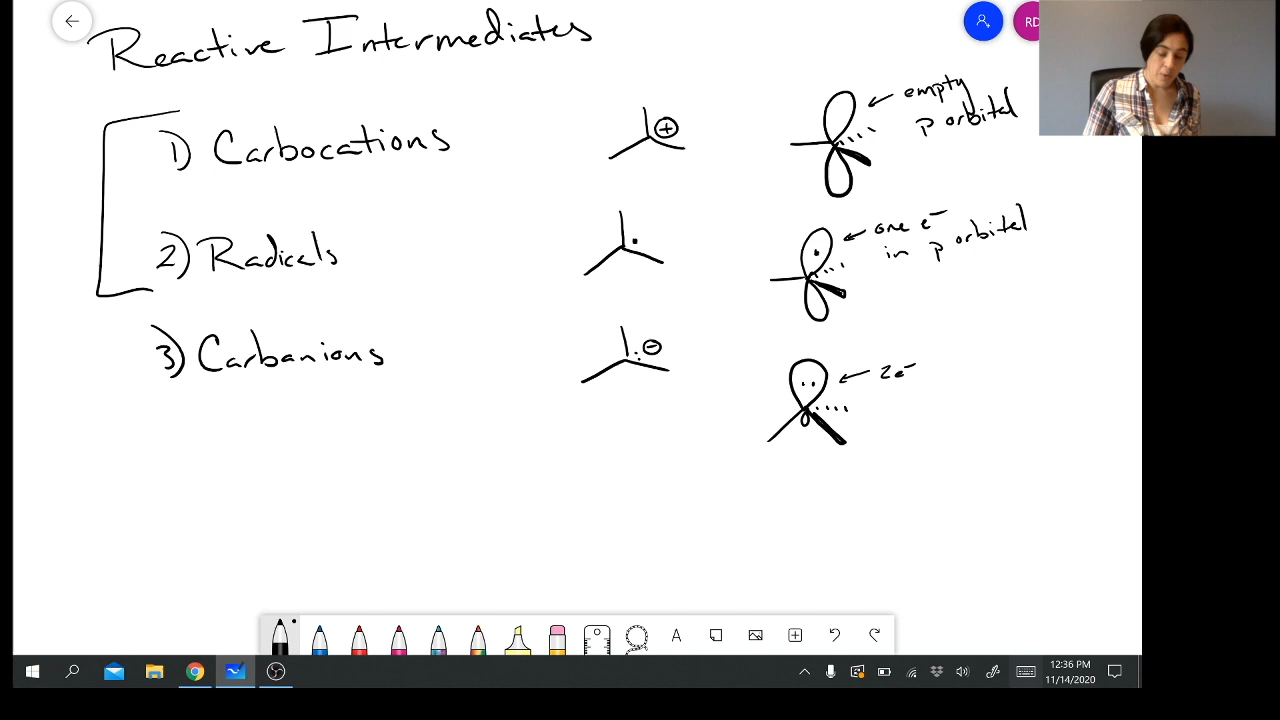 Reactive Intermediates
RD
1) Carbocations
+
empty
p orbital
2) Radicals
one e-
in p orbital
3) Carbanions
-
2e-
A
12:36 PM
11/14/2020